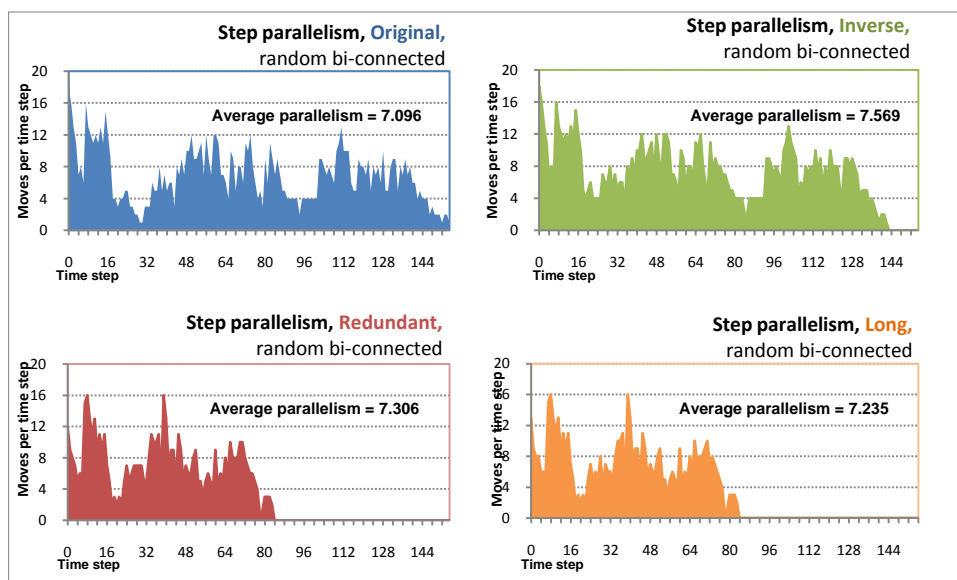 Step parallelism, Original,
random bi-connected
20
16
12
8
4
0
Moves per time step
Average parallelism = 7.096
0 16 32 48 64 80 96 112 128 144
Time step
Step parallelism, Inverse,
random bi-connected
20
16
12
8
4
0
Moves per time step
Average parallelism = 7.569
0 16 32 48 64 80 96 112 128 144
Time step
Step parallelism, Redundant,
random bi-connected
20
16
12
8
4
0
Moves per time step
Average parallelism = 7.306
0 16 32 48 64 80 96 112 128 144
Time step
Step parallelism, Long,
random bi-connected
20
16
12
8
4
0
Moves per time step
Average parallelism = 7.235
0 16 32 48 64 80 96 112 128 144
Time step